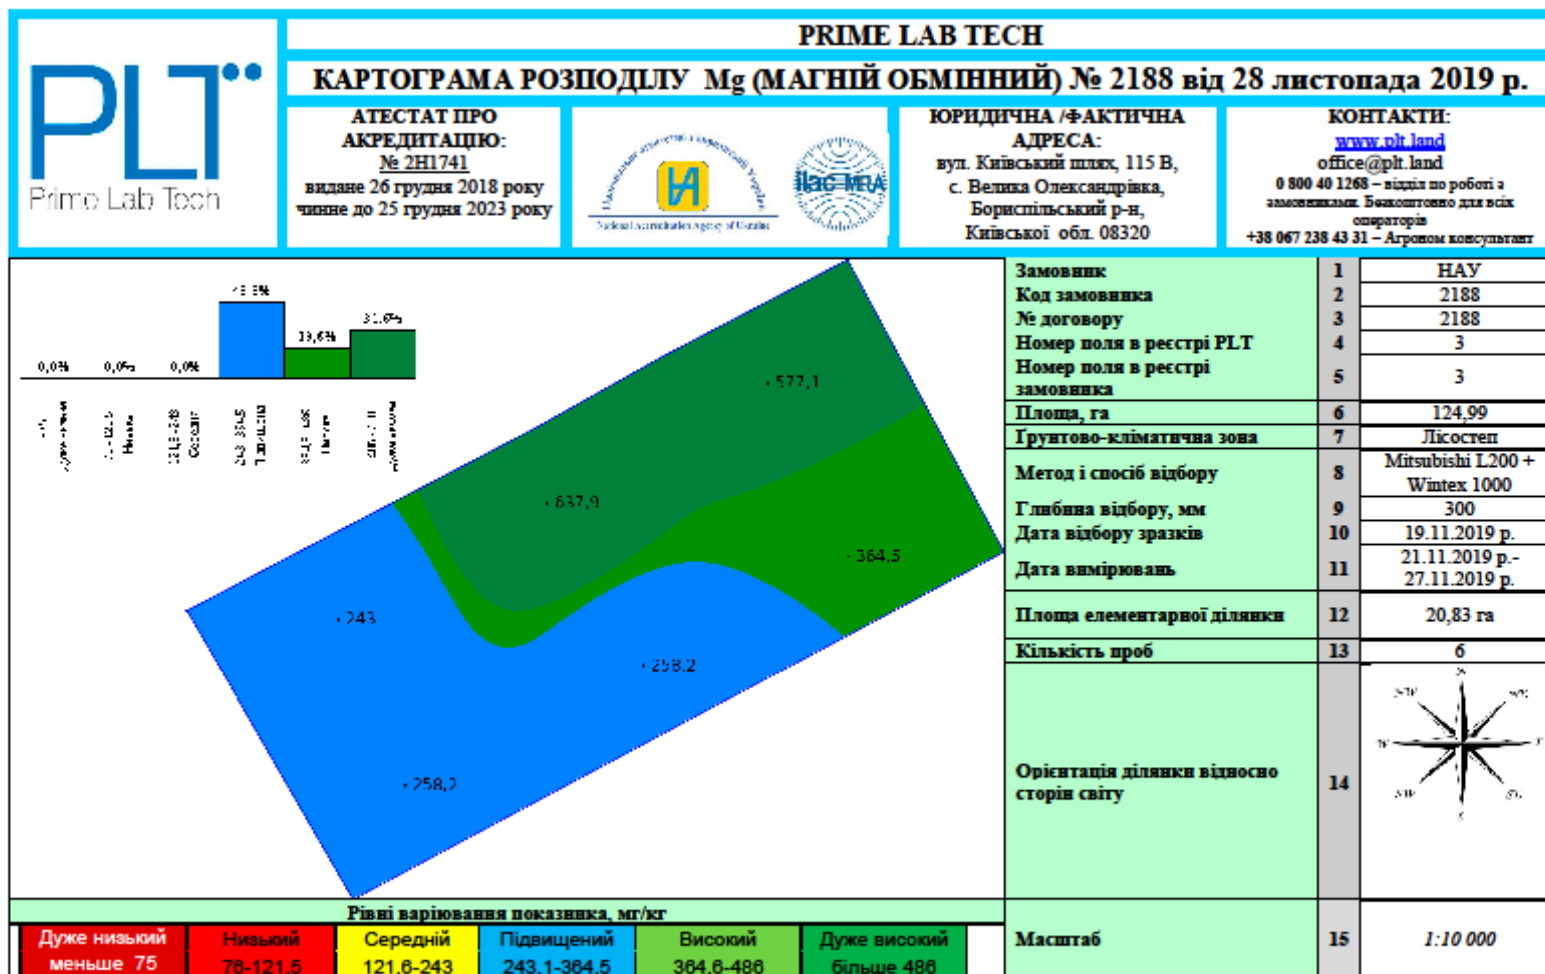 PRIME LAB TECH
КАРТОГРАМА РОЗПОДІЛУ Mg (МАГНІЙ ОБМІННИЙ) № 2188 від 28 листопада 2019 р.
PLT
Prime Lab Tech
АТЕСТАТ ПРО
АКРЕДИТАЦІЮ:
№ 2H1741
видане 26 грудня 2018 року
чинне до 25 грудня 2023 року
National Accreditation Agency of Ukraine
ilac-MRA
ЮРИДИЧНА /ФАКТИЧНА
АДРЕСА:
вул. Київський шлях, 115 В,
с. Велика Олександрівка,
Бориспільський р-н,
Київської обл. 08320
КОНТАКТИ:
www.plt.land
office@plt.land
0 800 40 1268 – відділ по роботі з
замовниками. Безкоштовно для всіх
операторів
+38 067 238 43 31 – Агроном консультант
0,0%
0,0%
0,0%
19,6%
31,6%
577,1
637,9
364,5
243
258,2
258,2
Замовник 1 НАУ
Код замовника 2 2188
№ договору 3 2188
Номер поля в реєстрі PLT 4 3
Номер поля в реєстрі
замовника 5 3
Площа, га 6 124,99
Ґрунтово-кліматична зона 7 Лісостеп
Метод і спосіб відбору 8 Mitsubishi L200 +
Wintex 1000
Глибина відбору, мм 9 300
Дата відбору зразків 10 19.11.2019 р.
Дата вимірювань 11 21.11.2019 р.-
27.11.2019 р.
Площа елементарної ділянки 12 20,83 га
Кількість проб 13 6
Орієнтація ділянки відносно
сторін світу 14
Масштаб 15 1:10 000
Рівні варіювання показника, мг/кг
Дуже низький Низький Середній Підвищений Високий Дуже високий
меньше 75 76-121,5 121,6-243 243,1-364,5 364,6-486 більше 486